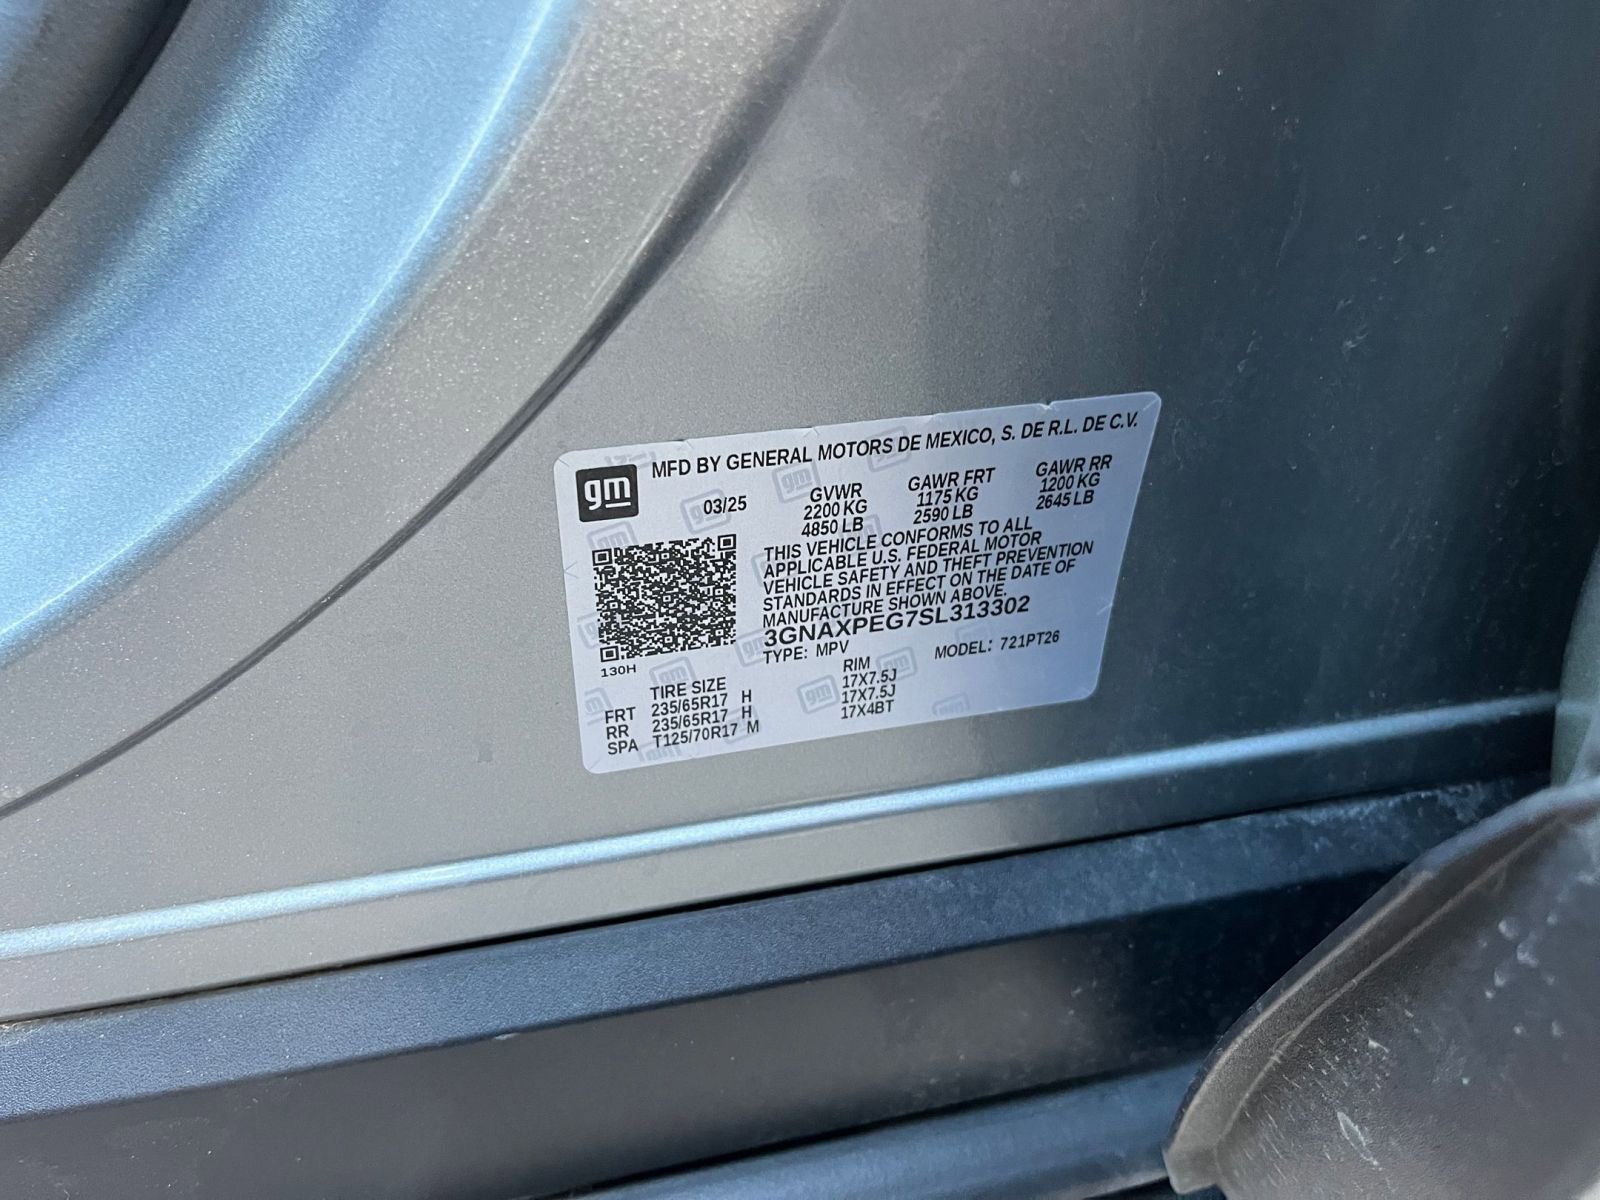 MFD BY GENERAL MOTORS DE MEXICO, S. DE R.L. DE C.V.
gm
03/25 GVWR GAWR FRT GAWR RR
2200 KG 1175 KG 1200 KG
4850 LB 2590 LB 2645 LB
THIS VEHICLE CONFORMS TO ALL
APPLICABLE U.S. FEDERAL MOTOR
VEHICLE SAFETY AND THEFT PREVENTION
STANDARDS IN EFFECT ON THE DATE OF
MANUFACTURE SHOWN ABOVE.
3GNAXPEG7SL313302
TYPE: MPV MODEL: 721PT26
130H
TIRE SIZE RIM
FRT 235/65R17 H 17X7.5J
RR 235/65R17 H 17X7.5J
SPA T125/70R17 M 17X4BT